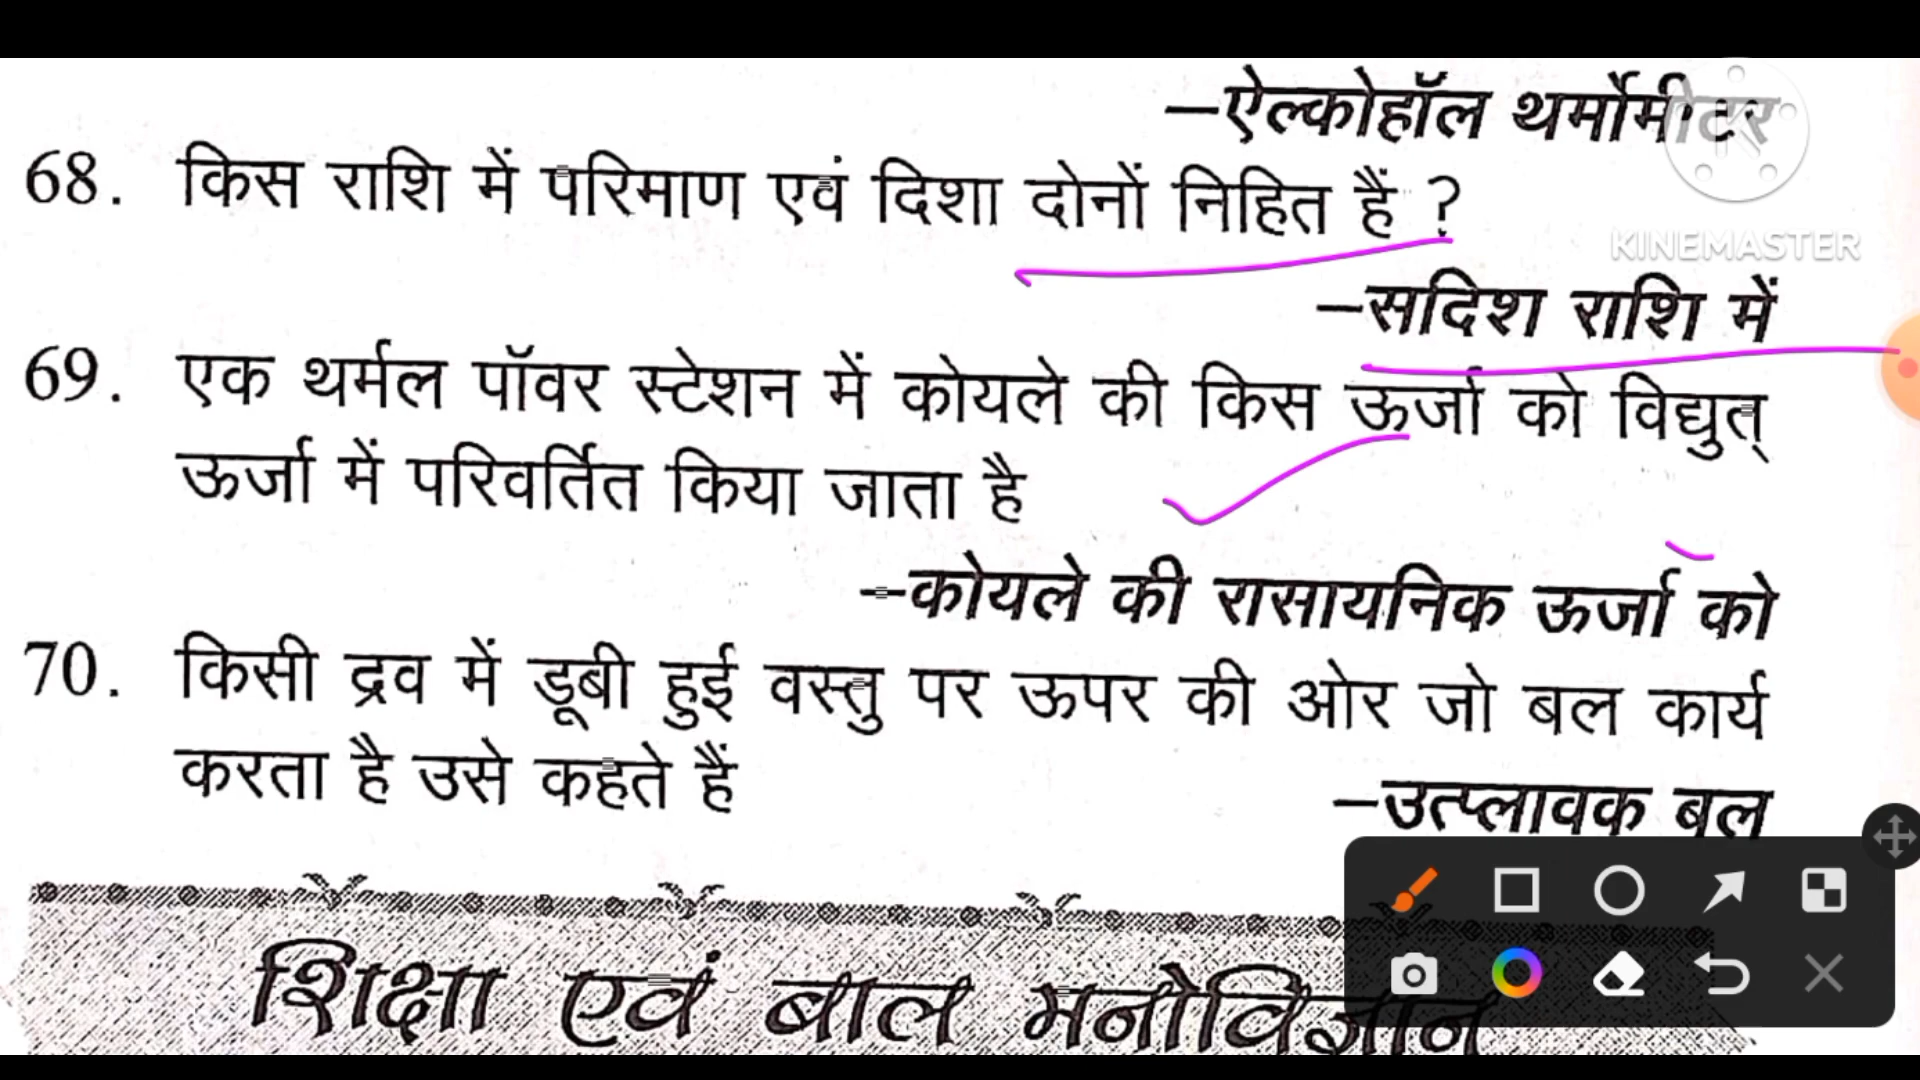 –ऐल्कोहॉल थर्मोमीटर
68. किस राशि में परिमाण एवं दिशा दोनों निहित हैं ?
KINEMASTER
–सदिश राशि में
69. एक थर्मल पॉवर स्टेशन में कोयले की किस ऊर्जा को विद्युत्
ऊर्जा में परिवर्तित किया जाता है
–कोयले की रासायनिक ऊर्जा को
70. किसी द्रव में डूबी हुई वस्तु पर ऊपर की ओर जो बल कार्य
करता है उसे कहते हैं
–उत्प्लावक बल
शिक्षा एवं बाल मनोविज्ञान